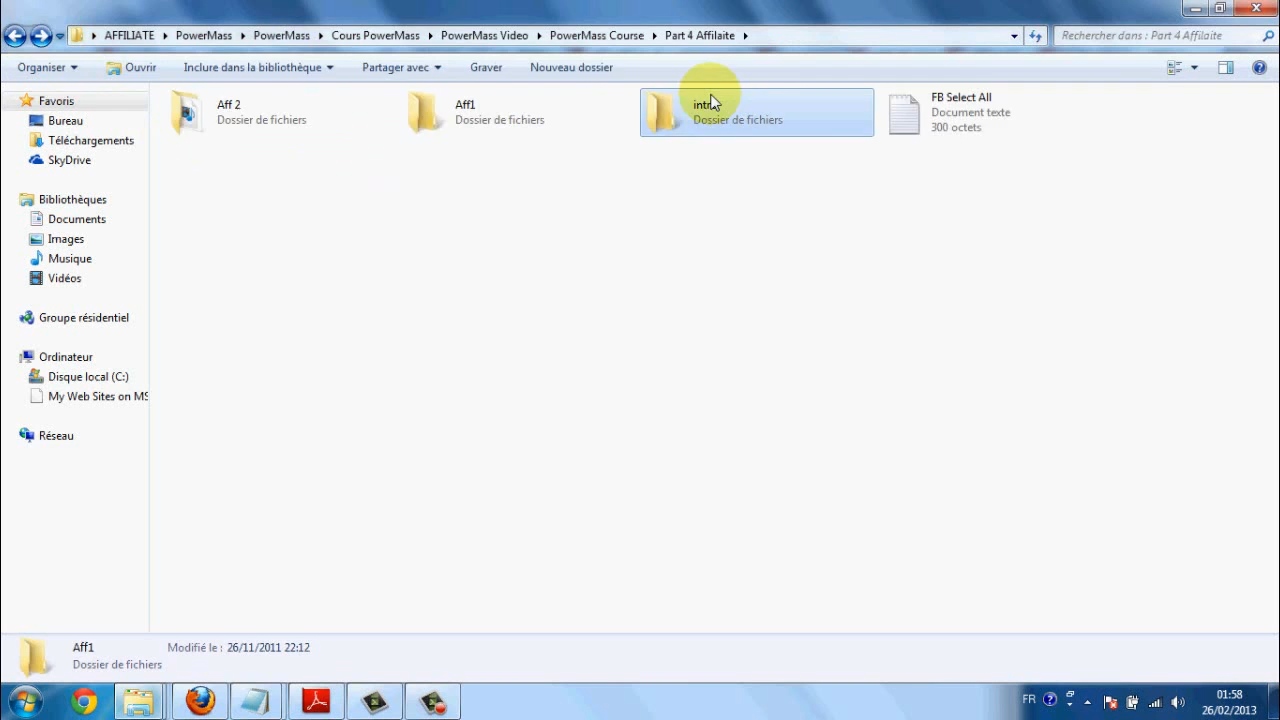 AFFILIATE PowerMass PowerMass Cours PowerMass PowerMass Video PowerMass Course Part 4 Affilaite
Rechercher dans : Part 4 Affilaite
Organiser Ouvrir Inclure dans la bibliothèque Partager avec Graver Nouveau dossier
Favoris
Bureau
Téléchargements
SkyDrive
Bibliothèques
Documents
Images
Musique
Vidéos
Groupe résidentiel
Ordinateur
Disque local (C:)
My Web Sites on MS
Réseau
Aff 2
Dossier de fichiers
Aff1
Dossier de fichiers
Dossier de fichiers
FB Select All
Document texte
300 octets
Aff1 Modifié le : 26/11/2011 22:12
Dossier de fichiers
FR
01:58
26/02/2013